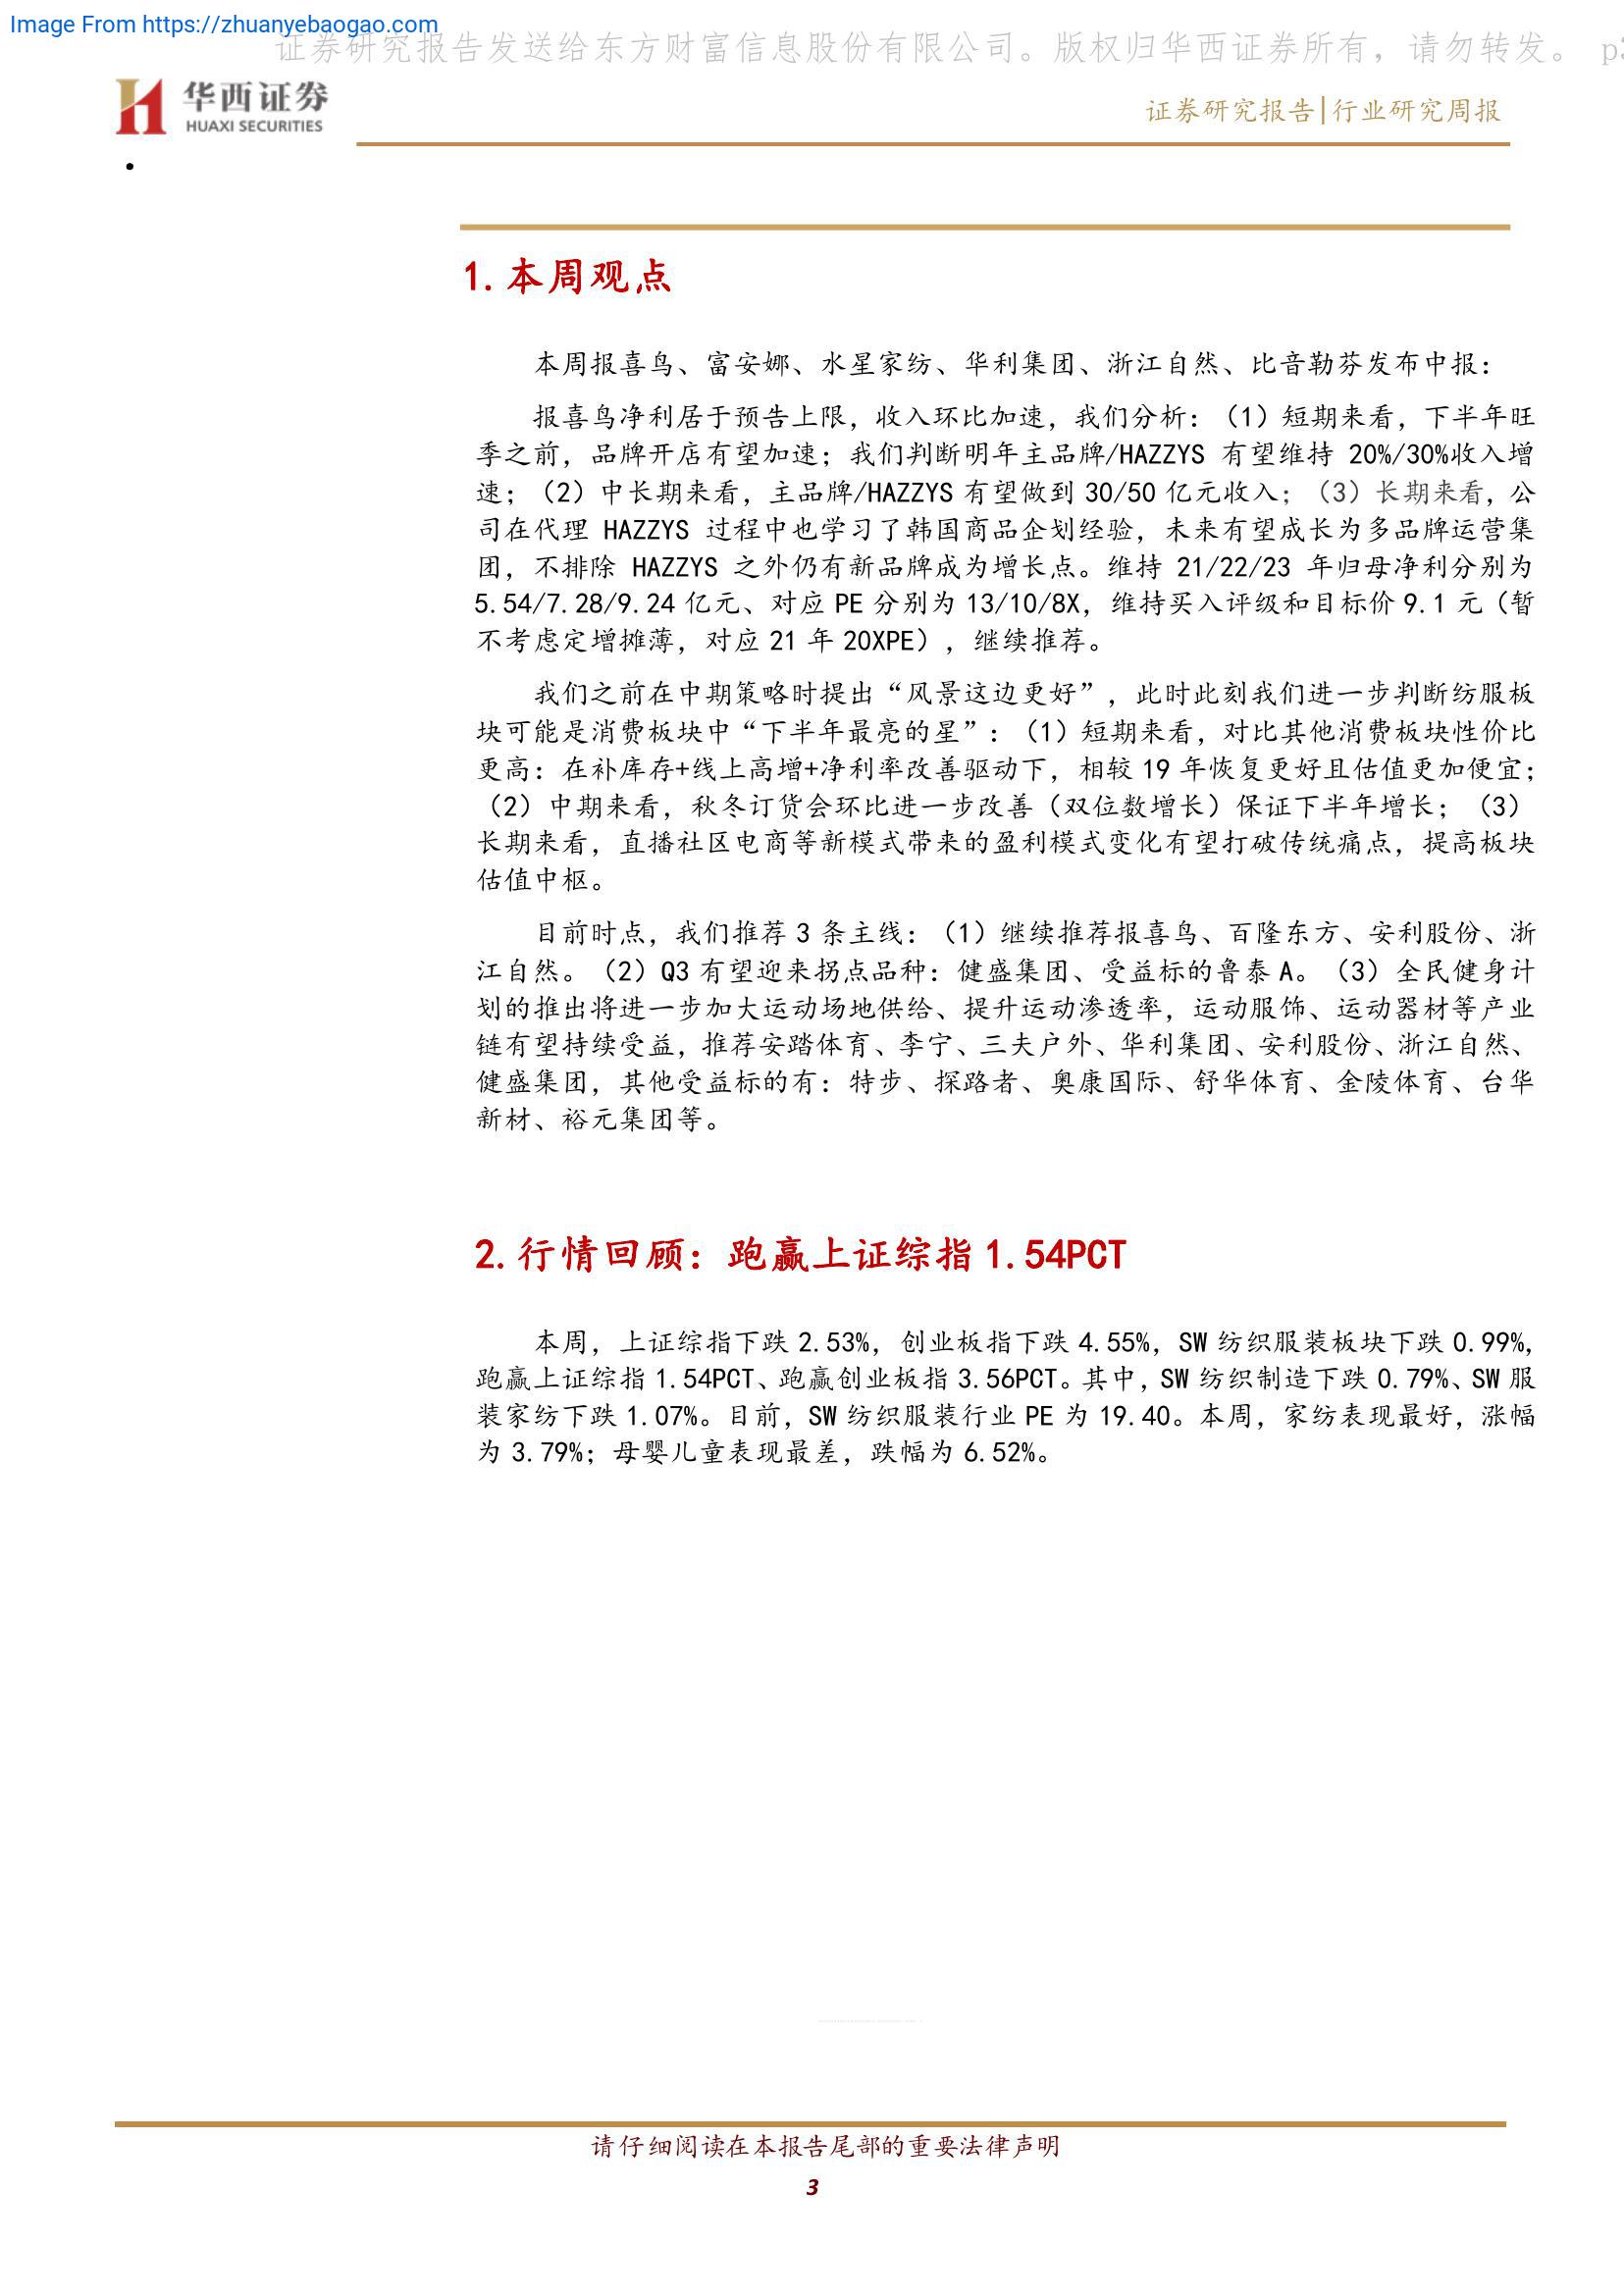 Image From https://zhuanyebaogao.com
证券研究报告发送给东方财富信息股份有限公司。版权归华西证券所有，请勿转发。 p3
华西证券
HUAXI SECURITIES
证券研究报告|行业研究周报
•
1.本周观点
本周报喜鸟、富安娜、水星家纺、华利集团、浙江自然、比音勒芬发布中报：
报喜鸟净利居于预告上限，收入环比加速，我们分析：（1）短期来看，下半年旺
季之前，品牌开店有望加速；我们判断明年主品牌/HAZZYS 有望维持 20%/30%收入增
速；（2）中长期来看，主品牌/HAZZYS 有望做到 30/50 亿元收入；（3）长期来看，公
司在代理 HAZZYS 过程中也学习了韩国商品企划经验，未来有望成长为多品牌运营集
团，不排除 HAZZYS 之外仍有新品牌成为增长点。维持 21/22/23 年归母净利分别为
5.54/7.28/9.24 亿元、对应 PE 分别为 13/10/8X，维持买入评级和目标价 9.1 元（暂
不考虑定增摊薄，对应 21 年 20XPE），继续推荐。
我们之前在中期策略时提出“风景这边更好”，此时此刻我们进一步判断纺服板
块可能是消费板块中“下半年最亮的星”：（1）短期来看，对比其他消费板块性价比
更高：在补库存+线上高增+净利率改善驱动下，相较 19 年恢复更好且估值更加便宜；
（2）中期来看，秋冬订货会环比进一步改善（双位数增长）保证下半年增长；（3）
长期来看，直播社区电商等新模式带来的盈利模式变化有望打破传统痛点，提高板块
估值中枢。
目前时点，我们推荐 3 条主线：（1）继续推荐报喜鸟、百隆东方、安利股份、浙
江自然。（2）Q3 有望迎来拐点品种：健盛集团、受益标的鲁泰 A。（3）全民健身计
划的推出将进一步加大运动场地供给、提升运动渗透率，运动服饰、运动器材等产业
链有望持续受益，推荐安踏体育、李宁、三夫户外、华利集团、安利股份、浙江自然、
健盛集团，其他受益标的有：特步、探路者、奥康国际、舒华体育、金陵体育、台华
新材、裕元集团等。
2.行情回顾：跑赢上证综指 1.54PCT
本周，上证综指下跌 2.53%，创业板指下跌 4.55%，SW 纺织服装板块下跌 0.99%，
跑赢上证综指 1.54PCT、跑赢创业板指 3.56PCT。其中，SW 纺织制造下跌 0.79%、SW 服
装家纺下跌 1.07%。目前，SW 纺织服装行业 PE 为 19.40。本周，家纺表现最好，涨幅
为 3.79%；母婴儿童表现最差，跌幅为 6.52%。
请仔细阅读在本报告尾部的重要法律声明
3